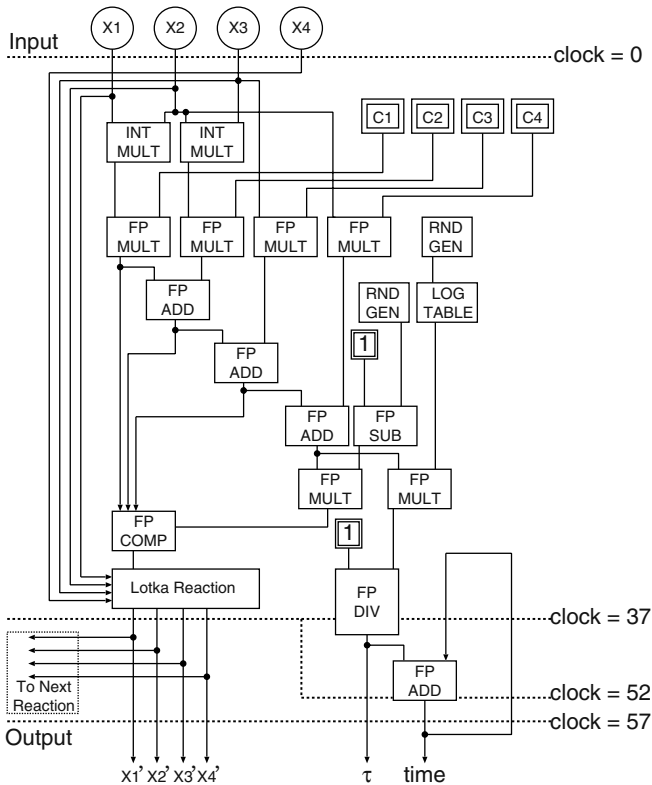 X1 X2 X3 X4
Input
clock = 0
C1 C2 C3 C4
INT MULT
INT MULT
FP MULT
FP MULT
FP MULT
FP MULT
RND GEN
FP ADD
RND GEN
LOG TABLE
1
FP ADD
FP ADD
FP SUB
FP MULT
FP MULT
FP COMP
1
Lotka Reaction
FP DIV
clock = 37
To Next
Reaction
FP ADD
clock = 52
clock = 57
Output
X1' X2' X3' X4'
τ
time